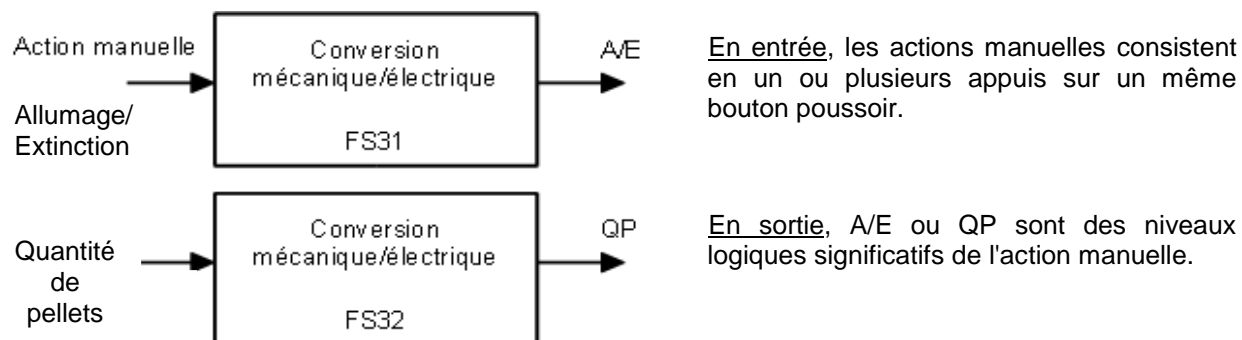 Action manuelle
Allumage/
Extinction
Conversion
mécanique/électrique
FS31
A/E
En entrée, les actions manuelles consistent
en un ou plusieurs appuis sur un même
bouton poussoir.
Quantité
de
pellets
Conversion
mécanique/électrique
FS32
QP
En sortie, A/E ou QP sont des niveaux
logiques significatifs de l'action manuelle.